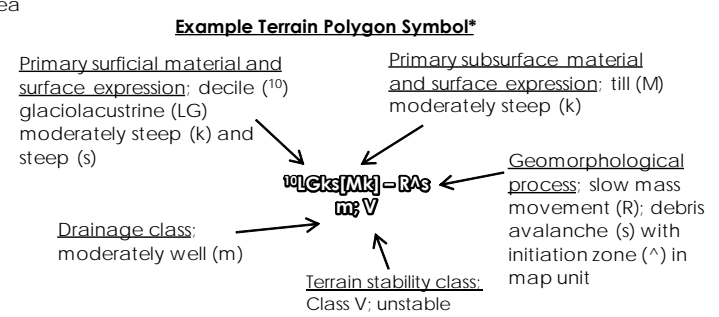 ea
Example Terrain Polygon Symbol*
Primary surficial material and
surface expression; decile (¹⁰)
glaciolacustrine (LG)
moderately steep (k) and
steep (s)
Primary subsurface material
and surface expression; till (M)
moderately steep (k)
¹⁰LGks[Mk] – R^s
m; V
Geomorphological
process; slow mass
movement (R); debris
avalanche (s) with
initiation zone (^) in
map unit
Drainage class;
moderately well (m)
Terrain stability class;
Class V; unstable